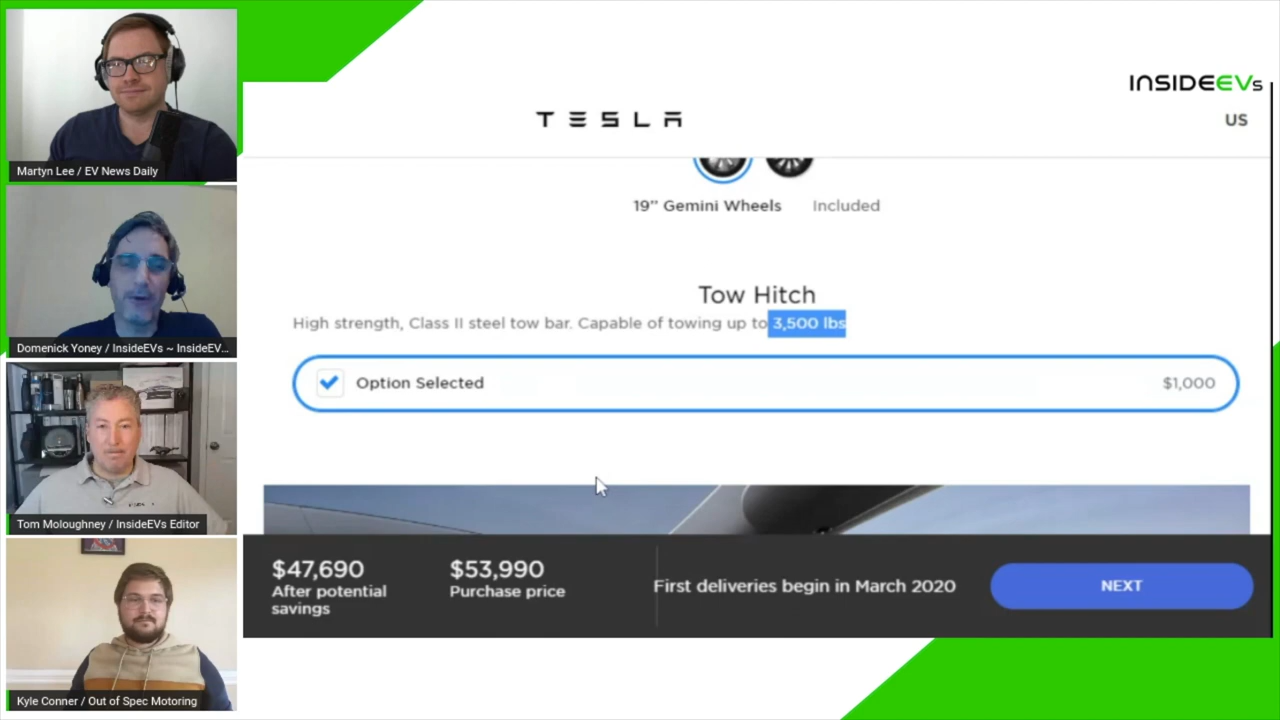 Martyn Lee / EV News Daily
Domenick Yoney / InsideEVs ~ InsideEV...
Tom Moloughney / InsideEVs Editor
Kyle Conner / Out of Spec Motoring
INSIDEEVs
TESLA
US
19” Gemini Wheels Included
Tow Hitch
High strength, Class II steel tow bar. Capable of towing up to 3,500 lbs
Option Selected $1,000
$47,690 $53,990
After potential Purchase price
savings
First deliveries begin in March 2020
NEXT